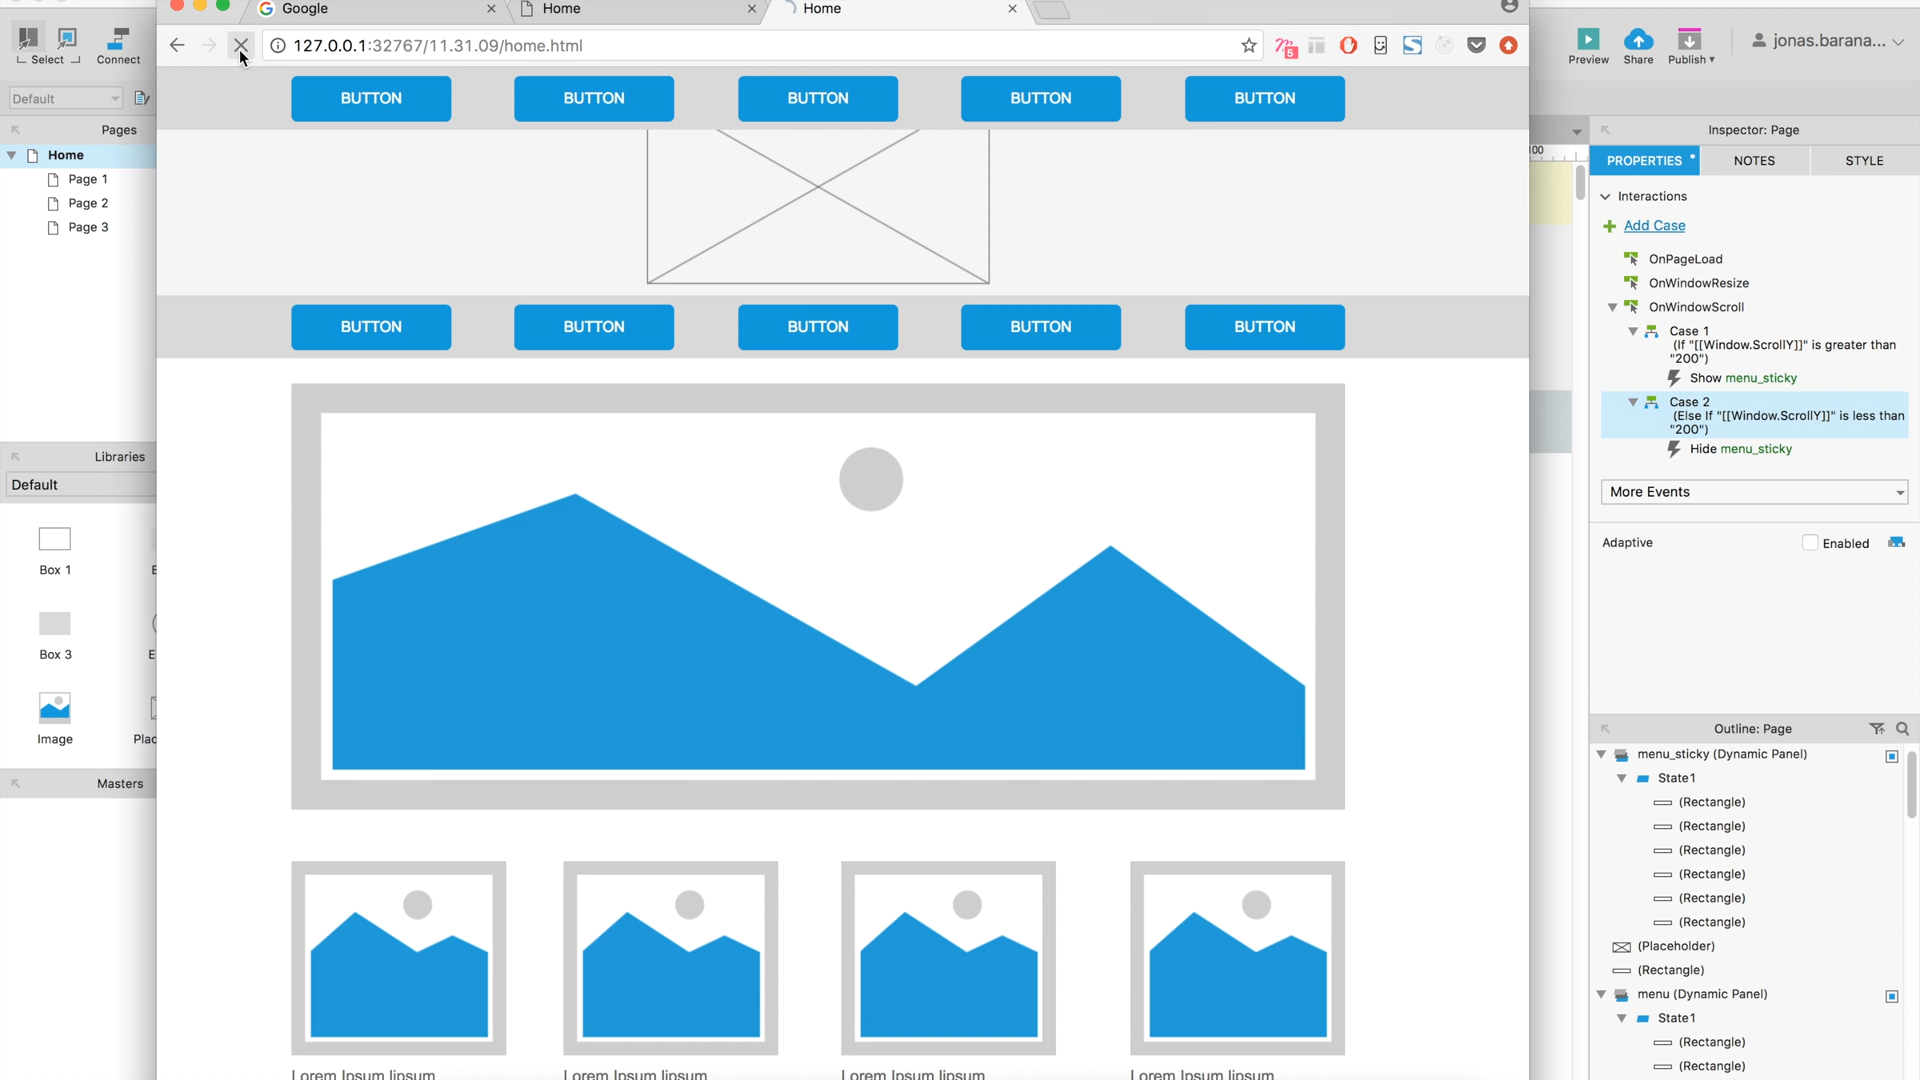 Google
Home
Home
127.0.0.1:32767/11.31.09/home.html
5
Select
Connect
Preview
Share
Publish
jonas.barana...
Default
Pages
Home
Page 1
Page 2
Page 3
Libraries
Default
Box 1
Box 3
Image
Masters
BUTTON BUTTON BUTTON BUTTON BUTTON
BUTTON BUTTON BUTTON BUTTON BUTTON
Lorem Ipsum lipsum Lorem Ipsum lipsum Lorem Ipsum lipsum Lorem Ipsum lipsum
Inspector: Page
PROPERTIES * NOTES STYLE
Interactions
Add Case
OnPageLoad
OnWindowResize
OnWindowScroll
Case 1
(If "[[Window.ScrollY]]" is greater than
"200")
Show menu_sticky
Case 2
(Else If "[[Window.ScrollY]]" is less than
"200")
Hide menu_sticky
More Events
Adaptive
Enabled
Outline: Page
menu_sticky (Dynamic Panel)
State1
(Rectangle)
(Rectangle)
(Rectangle)
(Rectangle)
(Rectangle)
(Rectangle)
(Placeholder)
(Rectangle)
menu (Dynamic Panel)
State1
(Rectangle)
(Rectangle)